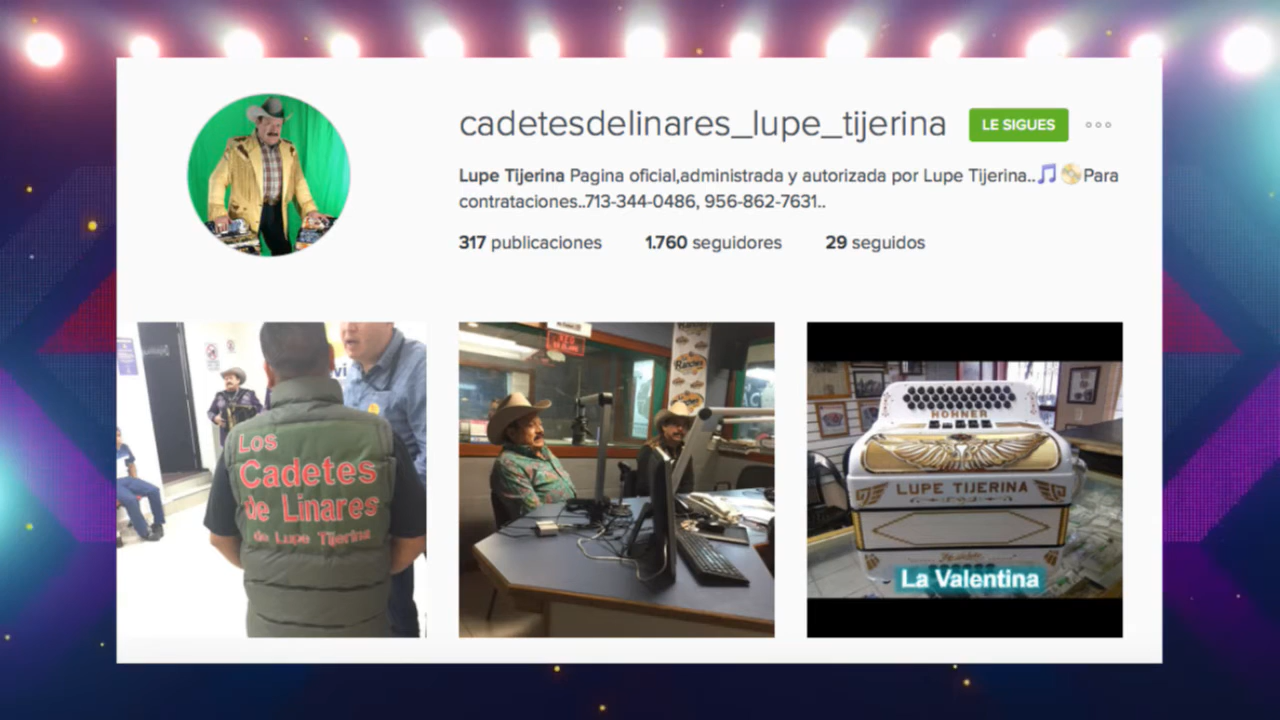 cadetesdelinares_lupe_tijerina
LE SIGUES
Lupe Tijerina Pagina oficial,administrada y autorizada por Lupe Tijerina..🎵📀Para
contrataciones..713-344-0486, 956-862-7631..
317 publicaciones 1.760 seguidores 29 seguidos
Los
Cadetes
de Linares
de Lupe Tijerina
HOHNER
LUPE TIJERINA
La Valentina